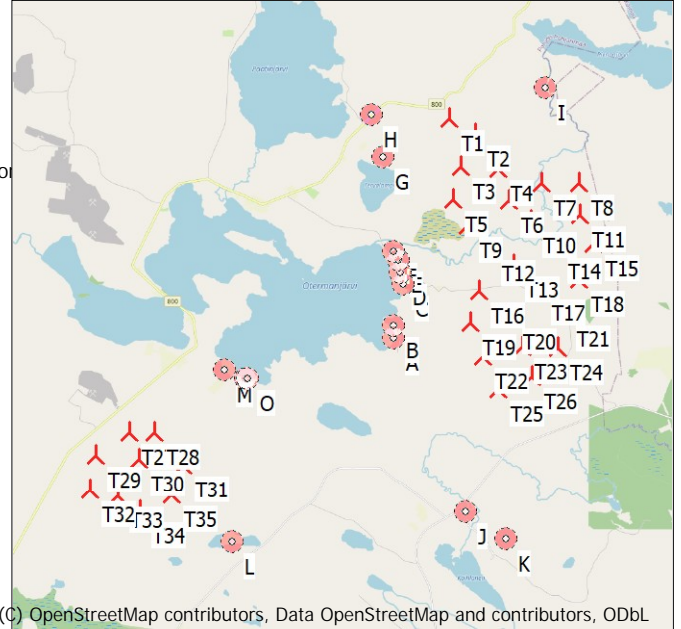 800
I
H
T1
or
T2
G
T3
T4
T5
T6
T7
T8
T9
T10
T11
T12
T13
T14
T15
Otermanjärvi
800
T16
T17
T18
B
A
T19
T20
T21
T22
T23
T24
T25
T26
M
O
T28
T29
T30
T31
T32
T33
T34
T35
J
K
L
(C) OpenStreetMap contributors, Data OpenStreetMap and contributors, ODbL